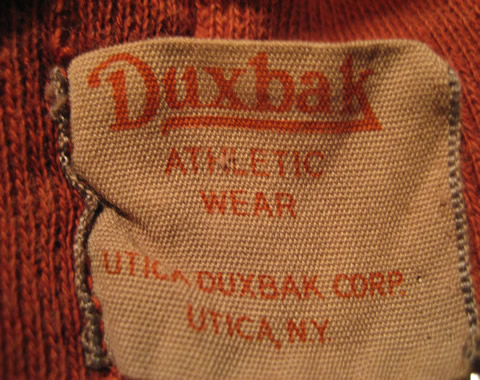 Duxbak
ATHLETIC
WEAR
UTICA DUXBAK CORP.
UTICA, N.Y.